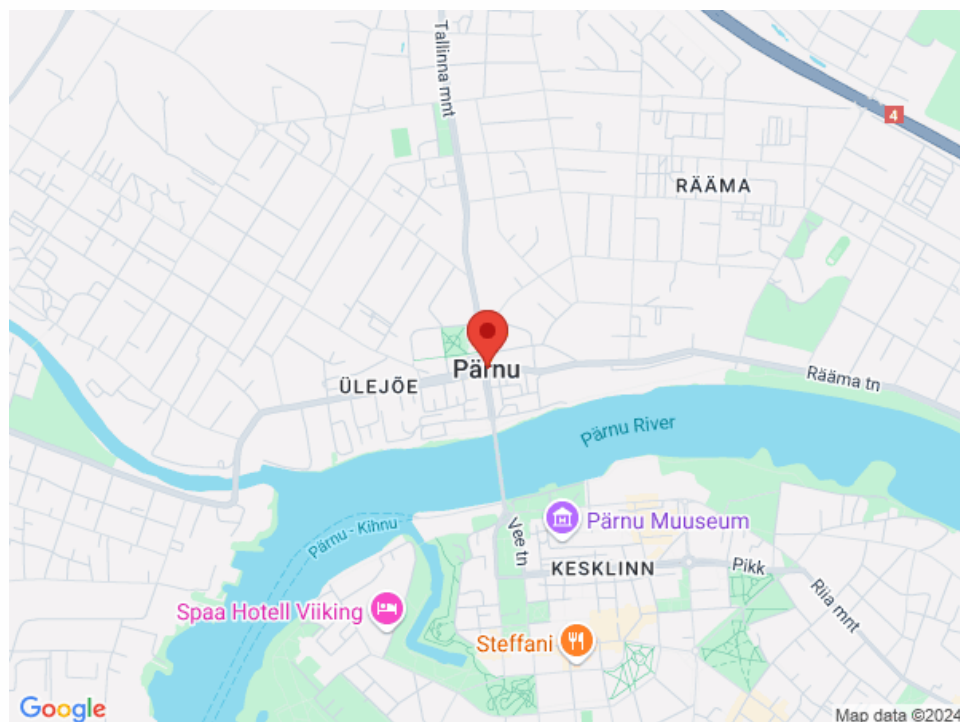 Tallinna mnt
4
RÄÄMA
Pärnu
ÜLEJÕE
Rääma tn
Pärnu River
Pärnu - Kihnu
Vee tn
Pärnu Muuseum
KESKLINN
Pikk
Riia mnt
Spaa Hotell Viiking
Steffani
Google
Map data ©2024